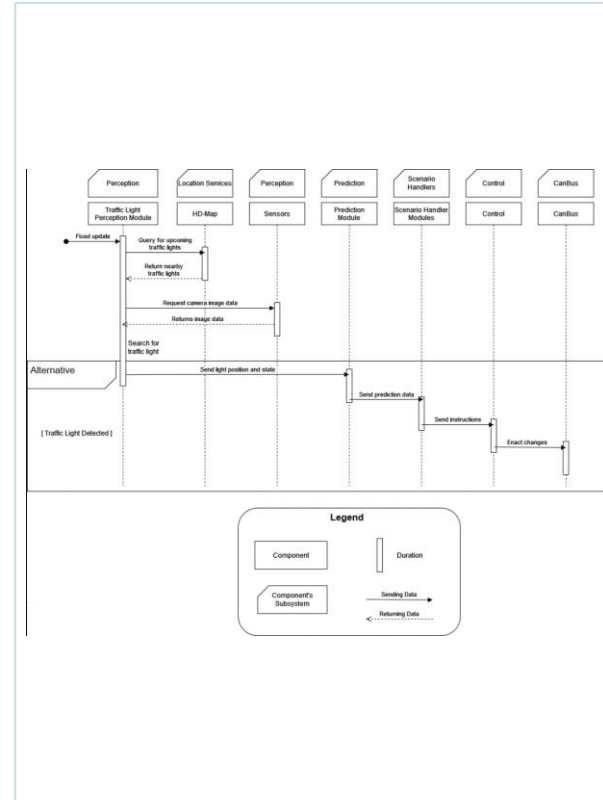 Perception
Location Services
Perception
Prediction
Scenario
Handlers
Control
CanBus
Traffic Light
Perception Module
HD-Map
Sensors
Prediction
Module
Scenario Handler
Modules
Control
CanBus
Fixed update
Query for upcoming
traffic lights
Return nearby
traffic lights
Request camera image data
Returns image data
Search for
traffic light
Alternative
Send light position and state
Send prediction data
Send instructions
[ Traffic Light Detected ]
Enact changes
Legend
Component
Duration
Component's
Subsystem
Sending Data
Returning Data